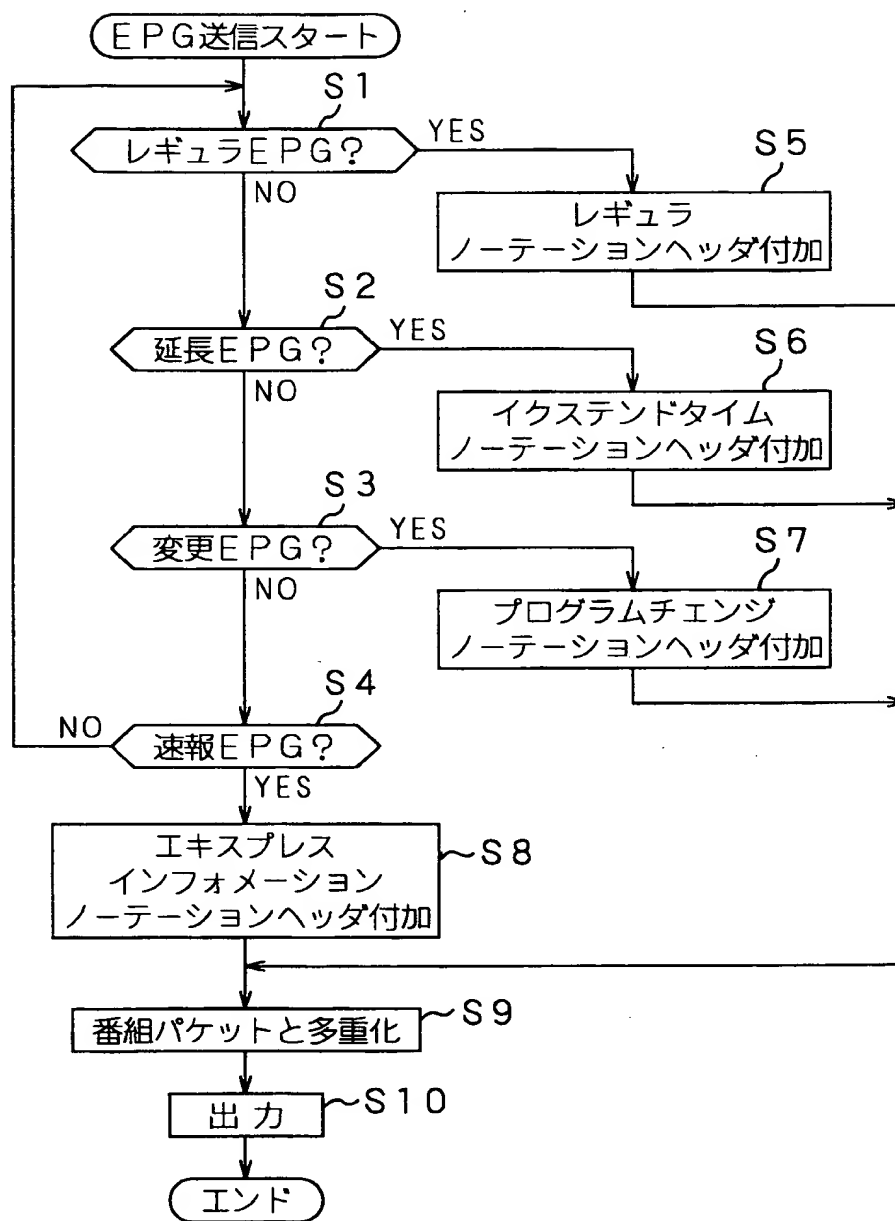 EPG送信スタート
S1
レギュラEPG?
YES
NO
S5
レギュラ
ノーテーションヘッダ付加
S2
延長EPG?
YES
NO
S6
イクステンドタイム
ノーテーションヘッダ付加
S3
変更EPG?
YES
NO
S7
プログラムチェンジ
ノーテーションヘッダ付加
S4
NO
速報EPG?
YES
エキスプレス
インフォメーション
ノーテーションヘッダ付加
S8
番組パケットと多重化
S9
出力
S10
エンド